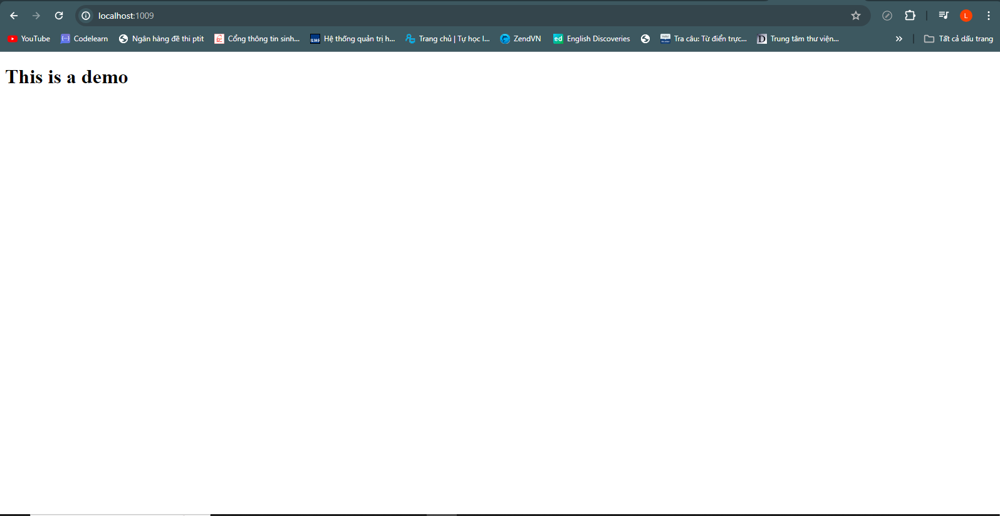 localhost:1009
YouTube Codelearn Ngân hàng đề thi ptit Cổng thông tin sinh... ILIAS Hệ thống quản trị h... Trang chủ | Tự học l... ZendVN ed English Discoveries Tra câu: Từ điển trực... D Trung tâm thư viện... Tất cả dấu trang
L
This is a demo